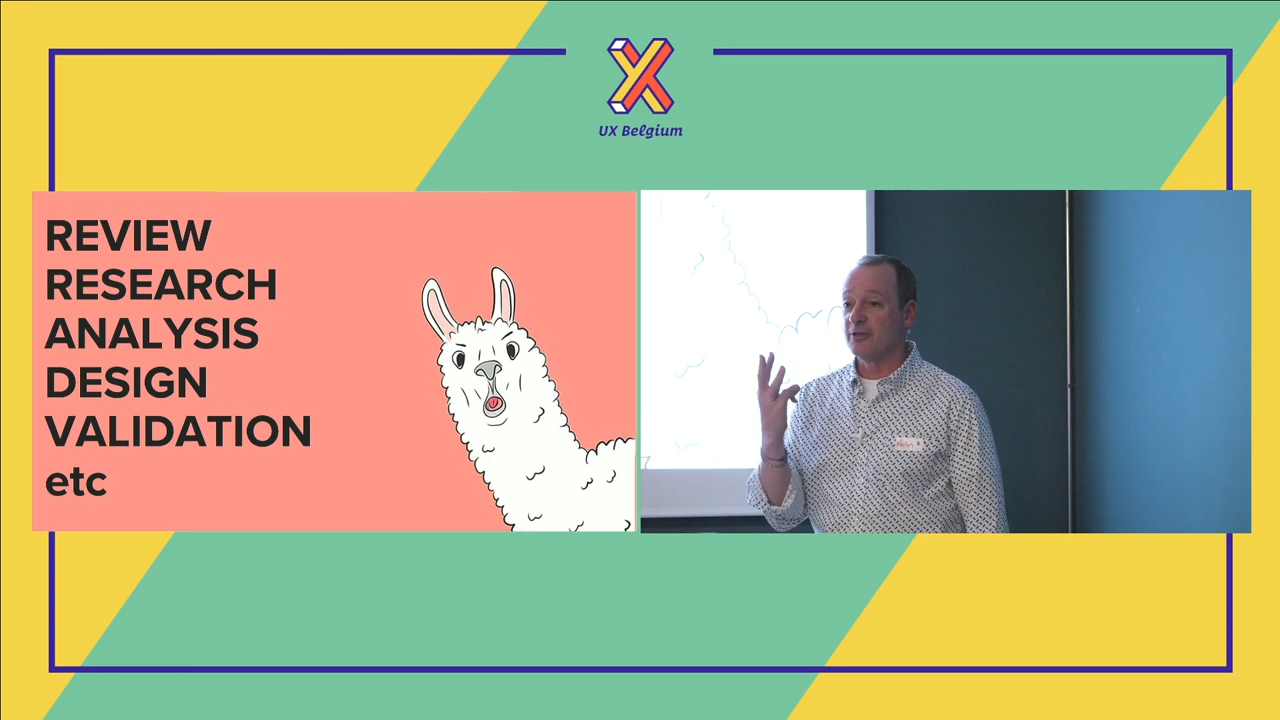 UX Belgium
REVIEW
RESEARCH
ANALYSIS
DESIGN
VALIDATION
etc